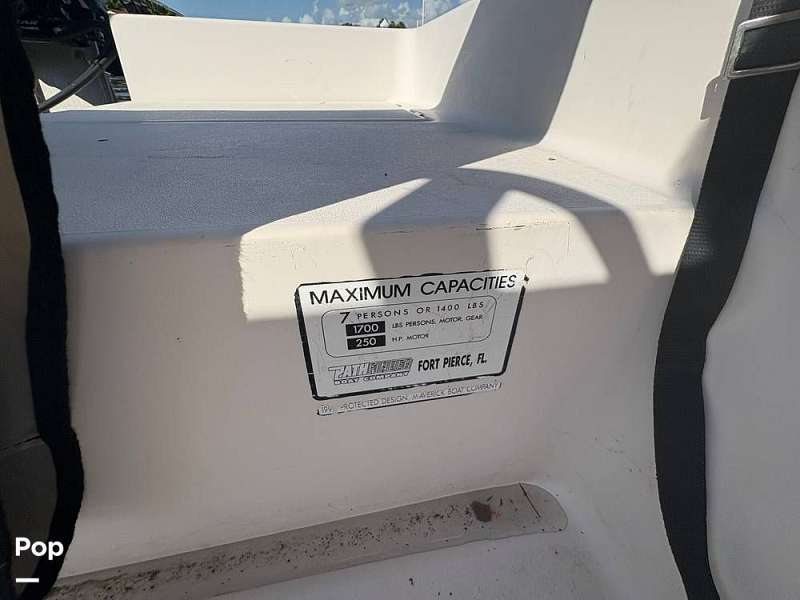 MAXIMUM CAPACITIES
7 PERSONS OR 1400 LBS
1700 LBS PERSONS, MOTOR, GEAR
250 H.P. MOTOR
PATHFINDER
BOAT COMPANY
FORT PIERCE, FL.
PROTECTED DESIGN, MAVERICK BOAT COMPANY
Pop